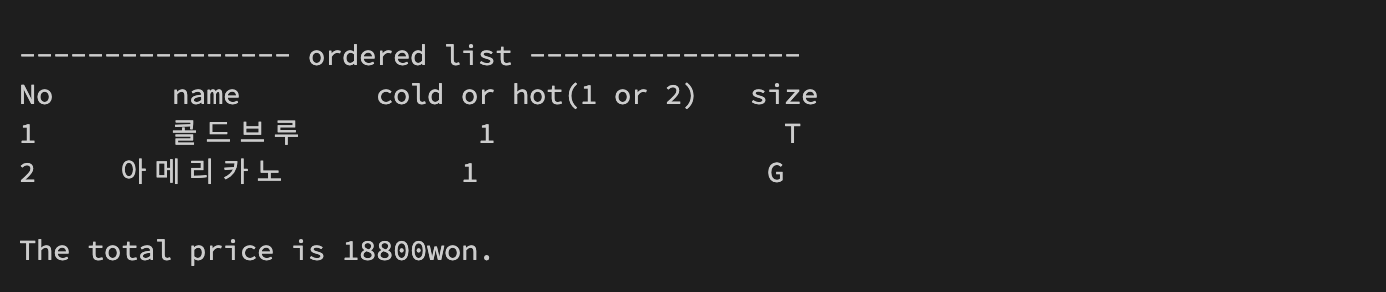 ---------------- ordered list ----------------
No       name        cold or hot(1 or 2)   size
1        콜드브루           1                 T
2     아메리카노           1                 G
The total price is 18800won.